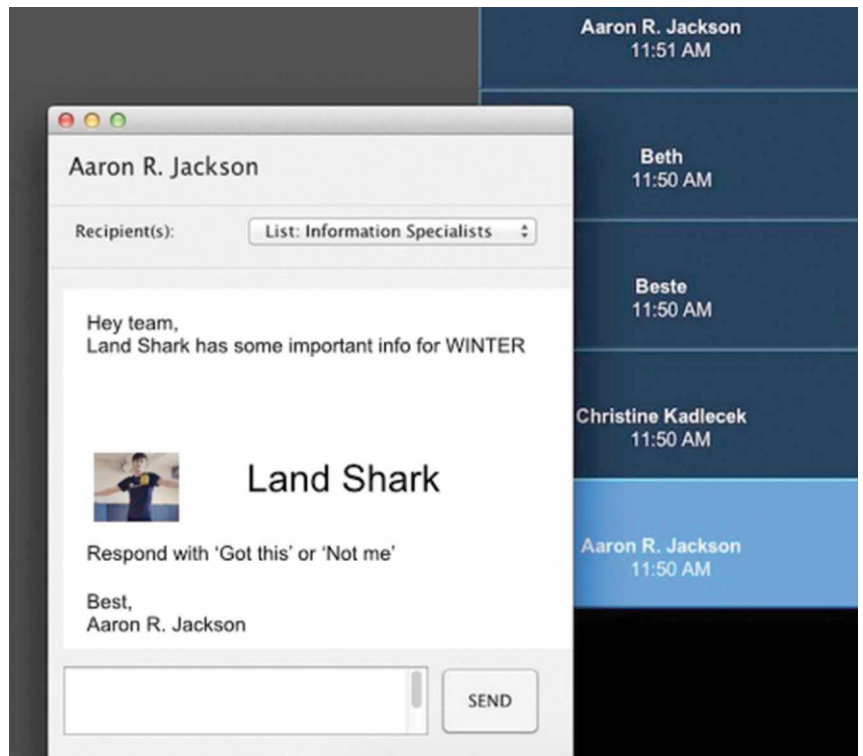 Aaron R. Jackson
11:51 AM
Beth
11:50 AM
Beste
11:50 AM
Christine Kadlecek
11:50 AM
Aaron R. Jackson
11:50 AM
Aaron R. Jackson
Recipient(s):
List: Information Specialists
Hey team,
Land Shark has some important info for WINTER
Land Shark
Respond with ‘Got this’ or ‘Not me’
Best,
Aaron R. Jackson
SEND